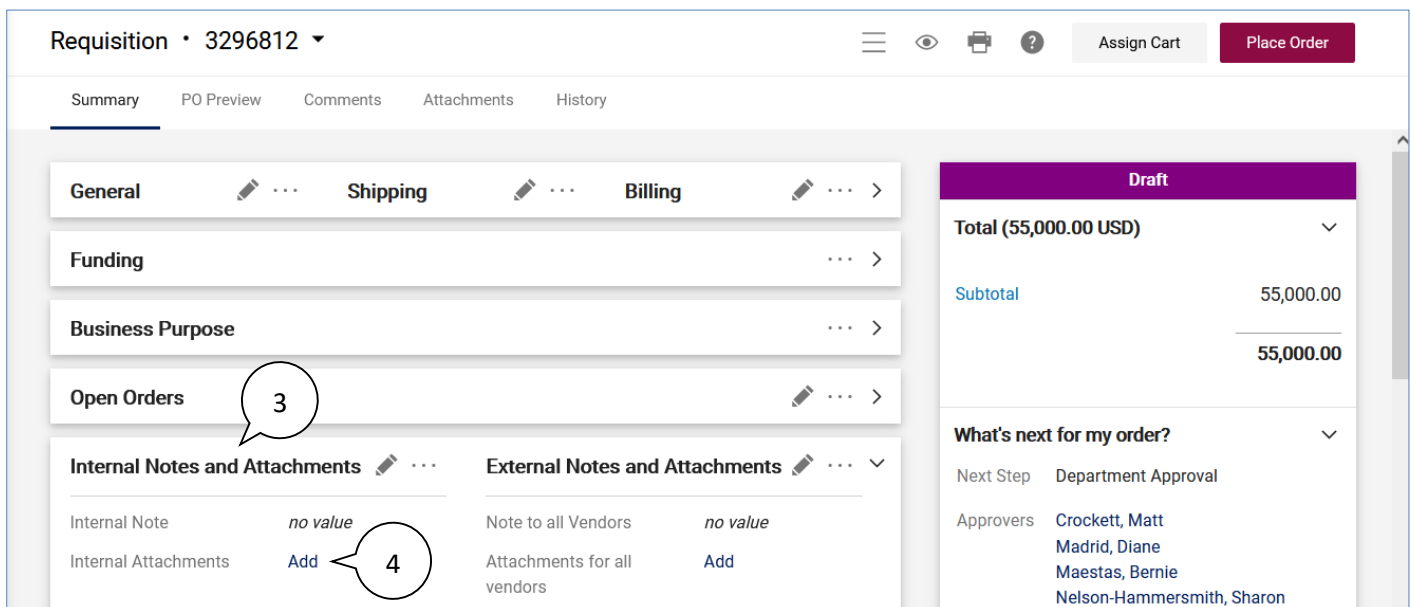 Requisition • 3296812
? Assign Cart Place Order
Summary PO Preview Comments Attachments History
General ... Shipping ... Billing ...
Draft
Total (55,000.00 USD)
Funding ...
Subtotal 55,000.00
Business Purpose ...
55,000.00
Open Orders ...
3
What's next for my order?
Internal Notes and Attachments ... External Notes and Attachments ...
Next Step Department Approval
Internal Note no value Note to all Vendors no value
Approvers Crockett, Matt
Madrid, Diane
Maestas, Bernie
Nelson-Hammersmith, Sharon
Internal Attachments Add 4 Attachments for all vendors Add